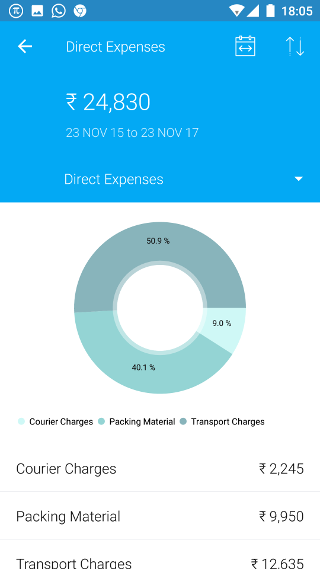 18:05
Direct Expenses
₹ 24,830
23 NOV 15 to 23 NOV 17
Direct Expenses
50.9 %
9.0 %
40.1 %
Courier Charges Packing Material Transport Charges
Courier Charges ₹ 2,245
Packing Material ₹ 9,950
Transport Charges ₹ 12,635